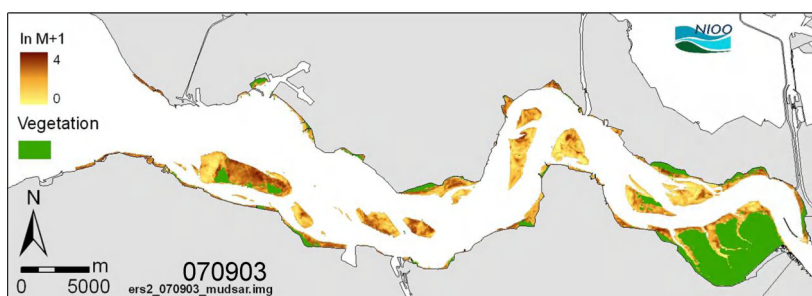 ln M+1
4
0
Vegetation
N
0 5000 m
070903
ers2_070903_mudsar.img
NIOO